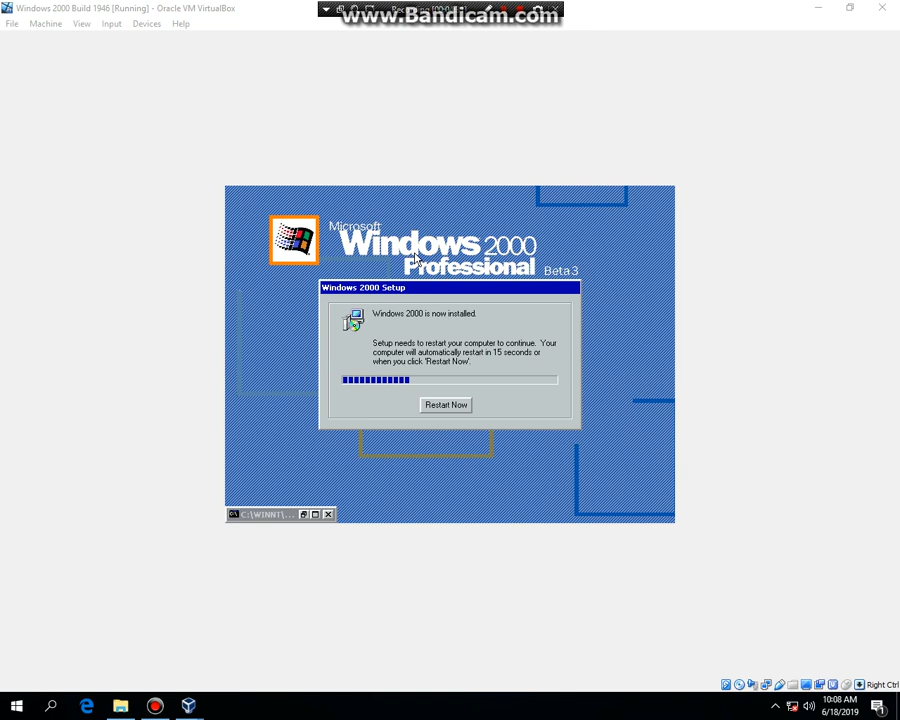 Windows 2000 Build 1946 [Running] - Oracle VM VirtualBox
www.Bandicam.com
File Machine View Input Devices Help
Microsoft
Windows 2000
Professional Beta3
Windows 2000 Setup
Windows 2000 is now installed.
Setup needs to restart your computer to continue. Your
computer will automatically restart in 15 seconds or
when you click 'Restart Now'.
Restart Now
C:\WINNT\...
Right Ctrl
10:08 AM
6/18/2019
1